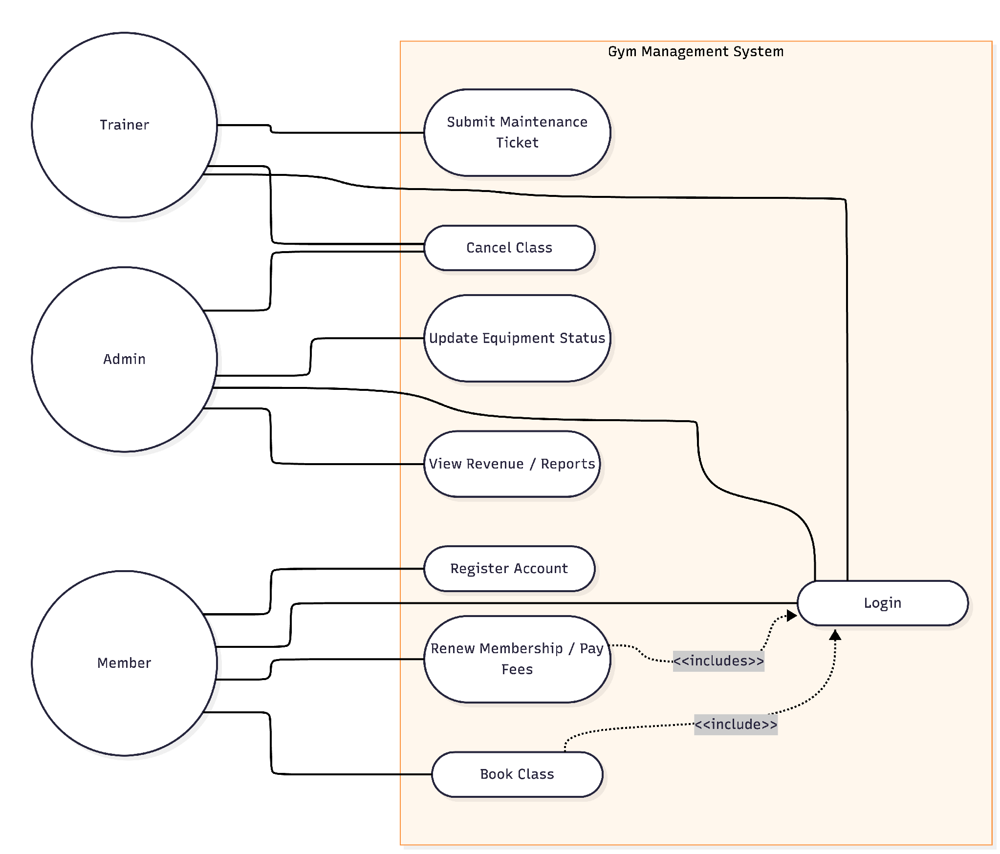 Gym Management System
Trainer
Submit Maintenance
Ticket
Cancel Class
Update Equipment Status
Admin
View Revenue / Reports
Register Account
Login
Renew Membership / Pay
Fees
<<includes>>
Member
<<include>>
Book Class